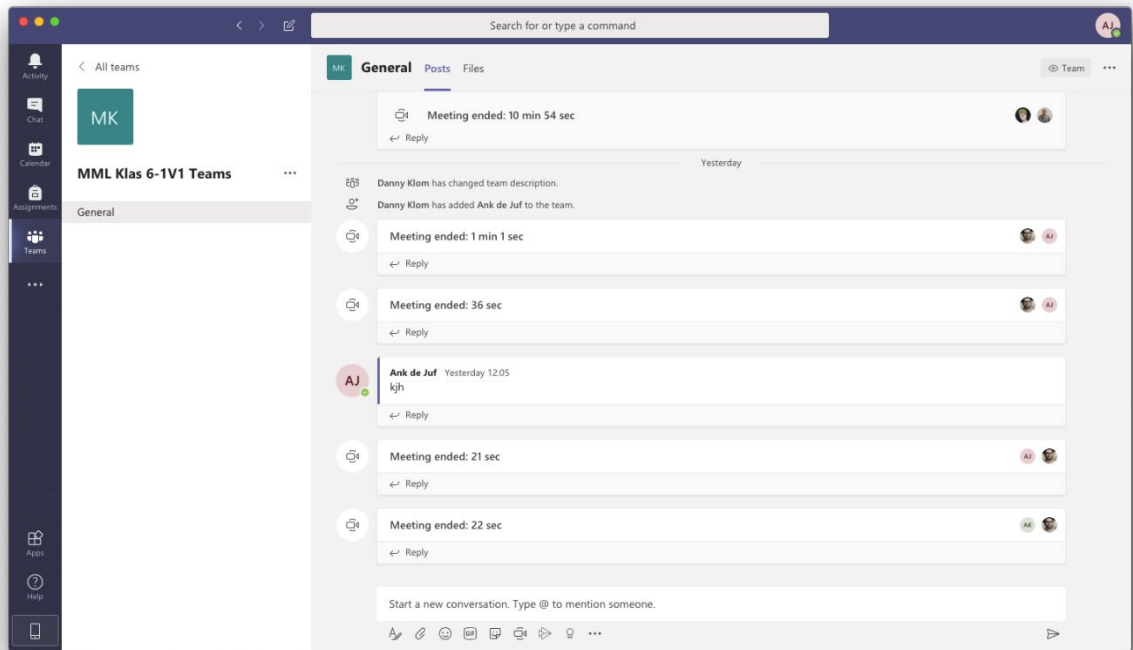 Search for or type a command
AJ
Activity
Chat
Calendar
Assignments
Teams
Apps
Help
All teams
MK
MML Klas 6-1V1 Teams
General
MK General Posts Files
Team
Meeting ended: 10 min 54 sec
Reply
Yesterday
Danny Klom has changed team description.
Danny Klom has added Ank de Juf to the team.
Meeting ended: 1 min 1 sec
AJ
Reply
Meeting ended: 36 sec
AJ
Reply
AJ
Ank de Juf Yesterday 12:05
kjh
Reply
Meeting ended: 21 sec
AJ
Reply
Meeting ended: 22 sec
AK
Reply
Start a new conversation. Type @ to mention someone.
GIF